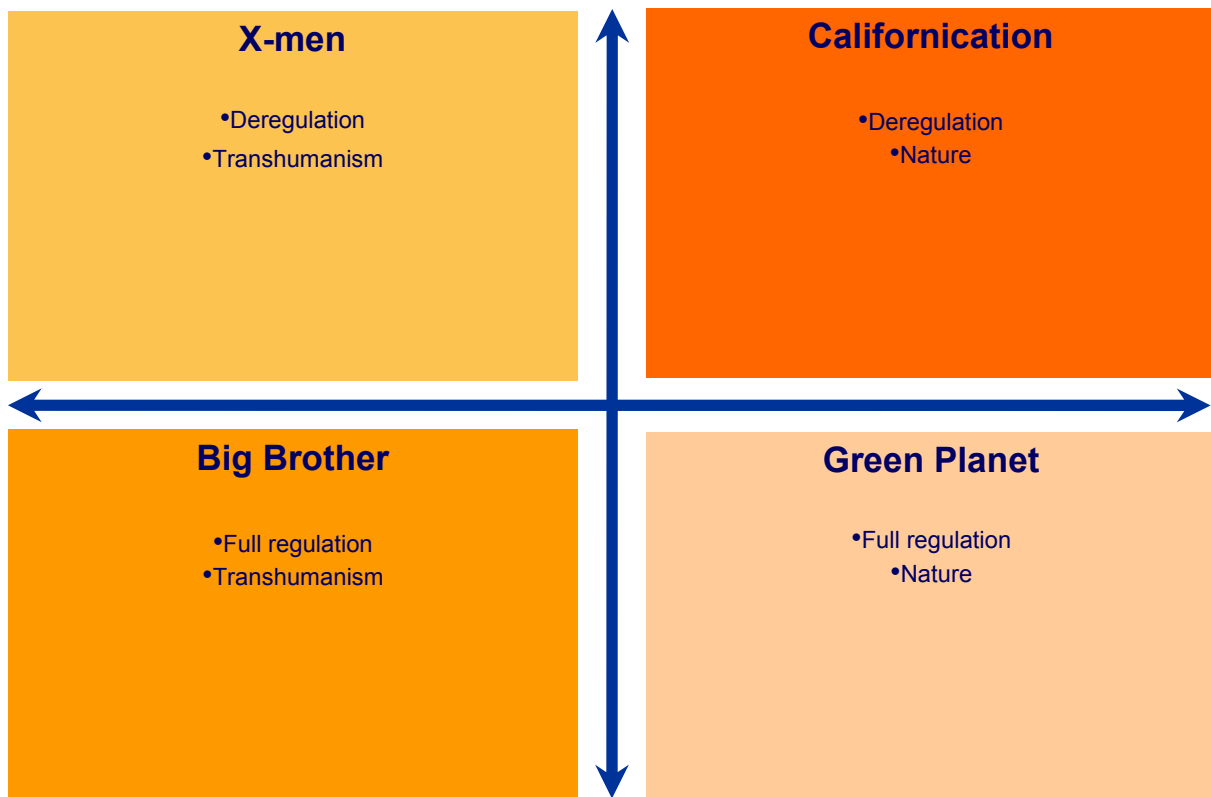 X-men
•Deregulation
•Transhumanism
Californication
•Deregulation
•Nature
Big Brother
•Full regulation
•Transhumanism
Green Planet
•Full regulation
•Nature